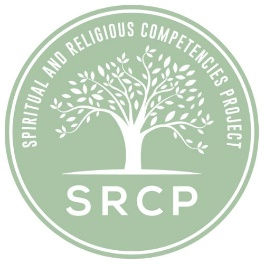 SPIRITUAL AND RELIGIOUS COMPETENCIES PROJECT
SRCP